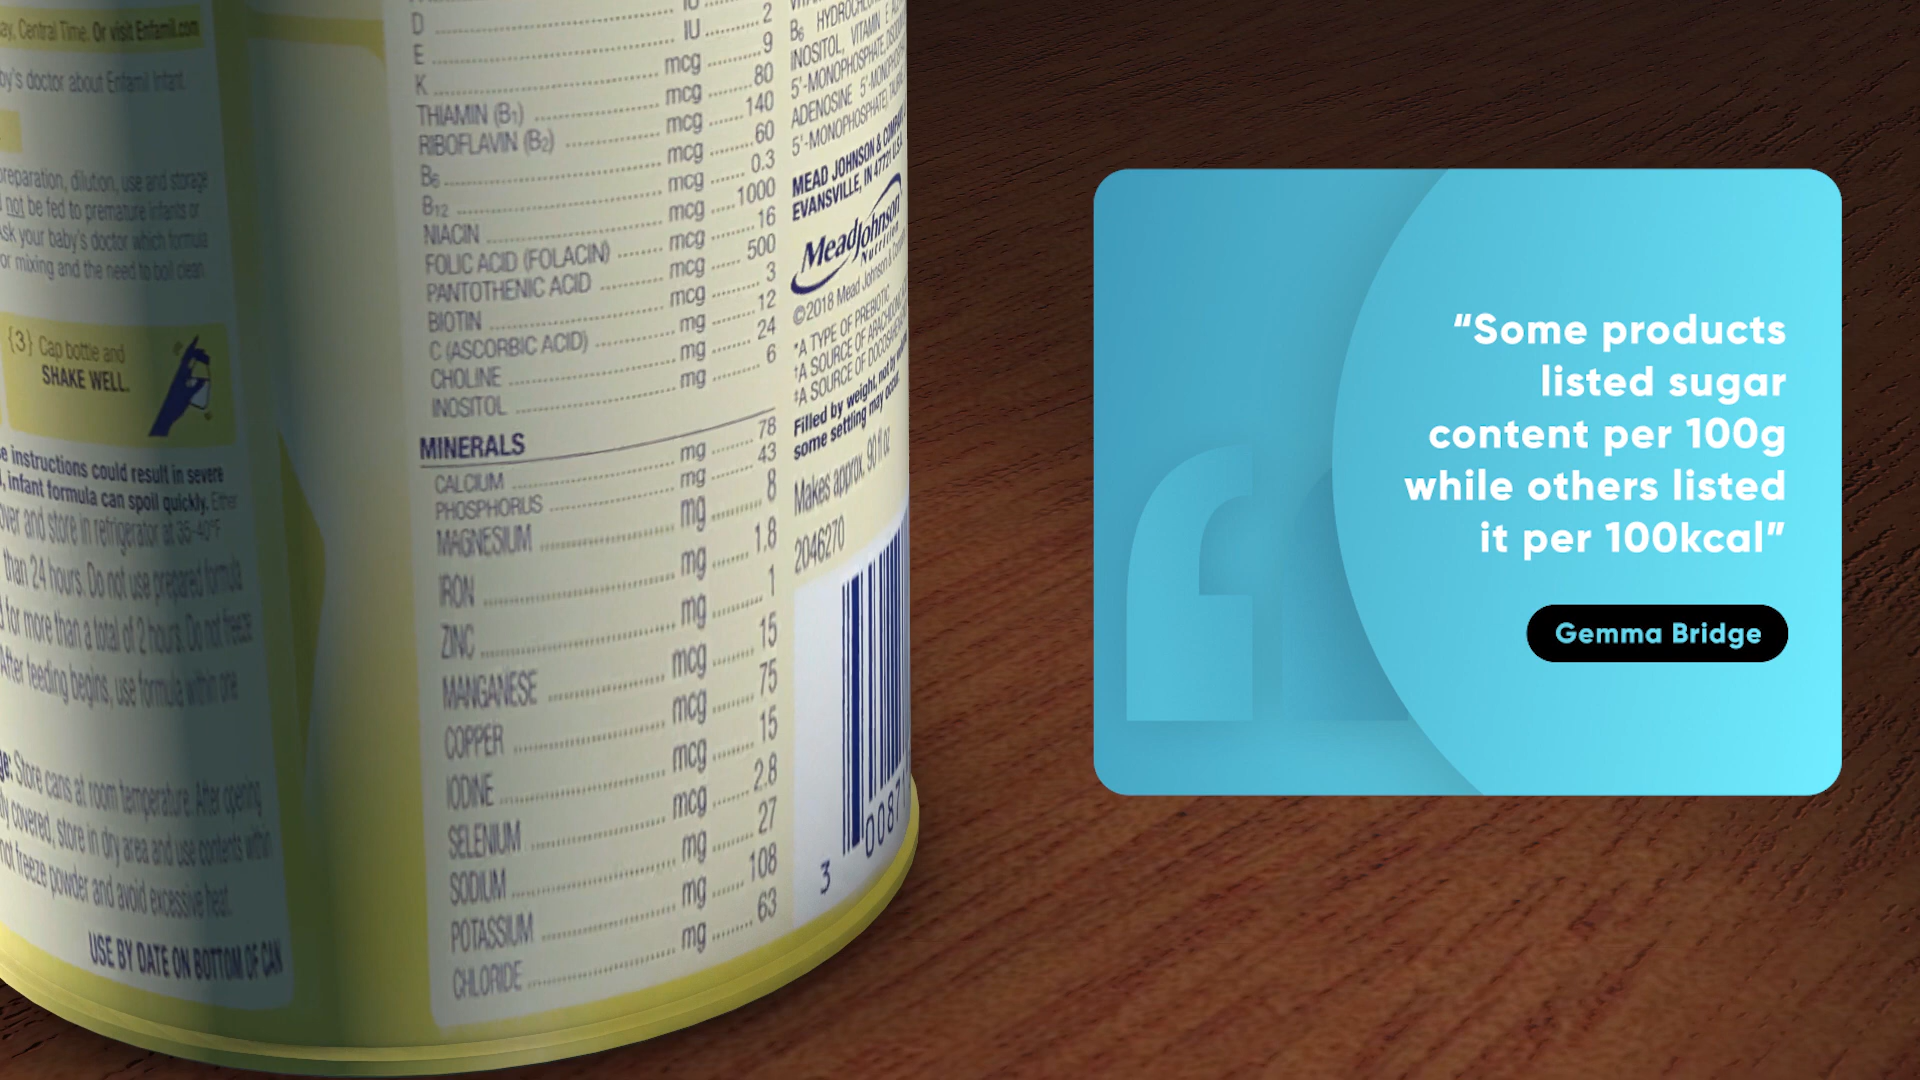 ay, Central Time. Or visit Enfamil.com
by's doctor about Enfamil Infant
reparation, dilution, use and storage
not be fed to premature infants or
Ask your baby's doctor which formula
or mixing and the need to boil clean
{3} Cap bottle and
SHAKE WELL.
e instructions could result in severe
, infant formula can spoil quickly. Either
over and store in refrigerator at 35-40°F
than 24 hours. Do not use prepared formula
for more than a total of 2 hours. Do not freeze
After feeding begins, use formula within one
ge: Store cans at room temperature. After opening
ly covered, store in dry area and use contents within
not freeze powder and avoid excessive heat.
USE BY DATE ON BOTTOM OF CAN
D IU
E IU 2
K mcg 9
THIAMIN (B1) mcg 80
RIBOFLAVIN (B2) mcg 140
B6 mcg 60
B12 mcg 0.3
NIACIN mcg 1000
FOLIC ACID (FOLACIN) mcg 16
PANTOTHENIC ACID mcg 500
BIOTIN mcg 3
C (ASCORBIC ACID) mg 12
CHOLINE mg 24
INOSITOL mg 6
MINERALS
CALCIUM mg 78
PHOSPHORUS mg 43
MAGNESIUM mg 8
IRON mg 1.8
ZINC mg 1
MANGANESE mcg 15
COPPER mcg 75
IODINE mcg 15
SELENIUM mcg 2.8
SODIUM mg 27
POTASSIUM mg 108
CHLORIDE mg 63
B6 HYDROCHLOR
INOSITOL, VITAMIN E
5'-MONOPHOSPHATE,
ADENOSINE 5'-MONOPH
5'-MONOPHOSPHATE),
MEAD JOHNSON & COMPANY
EVANSVILLE, IN 47721 U.S.A.
MeadJohnson
Nutrition
©2018 Mead Johnson &
*A TYPE OF PREBIOTIC
†A SOURCE OF
‡A SOURCE OF
Filled by weight, not by
some settling may occur.
Makes approx. 90 fl oz
2046270
3 00871
“Some products
listed sugar
content per 100g
while others listed
it per 100kcal”
Gemma Bridge